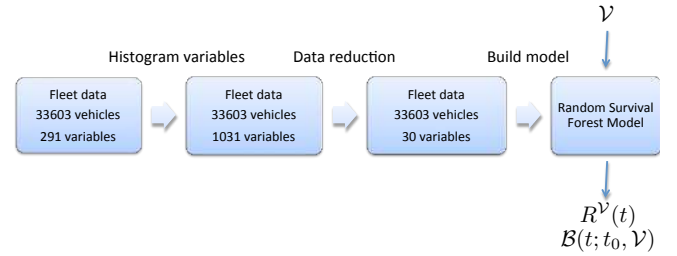 𝒱
Histogram variables
Data reduction
Build model
Fleet data
33603 vehicles
291 variables
Fleet data
33603 vehicles
1031 variables
Fleet data
33603 vehicles
30 variables
Random Survival
Forest Model
R^𝒱(t)
ℬ(t; t₀, 𝒱)